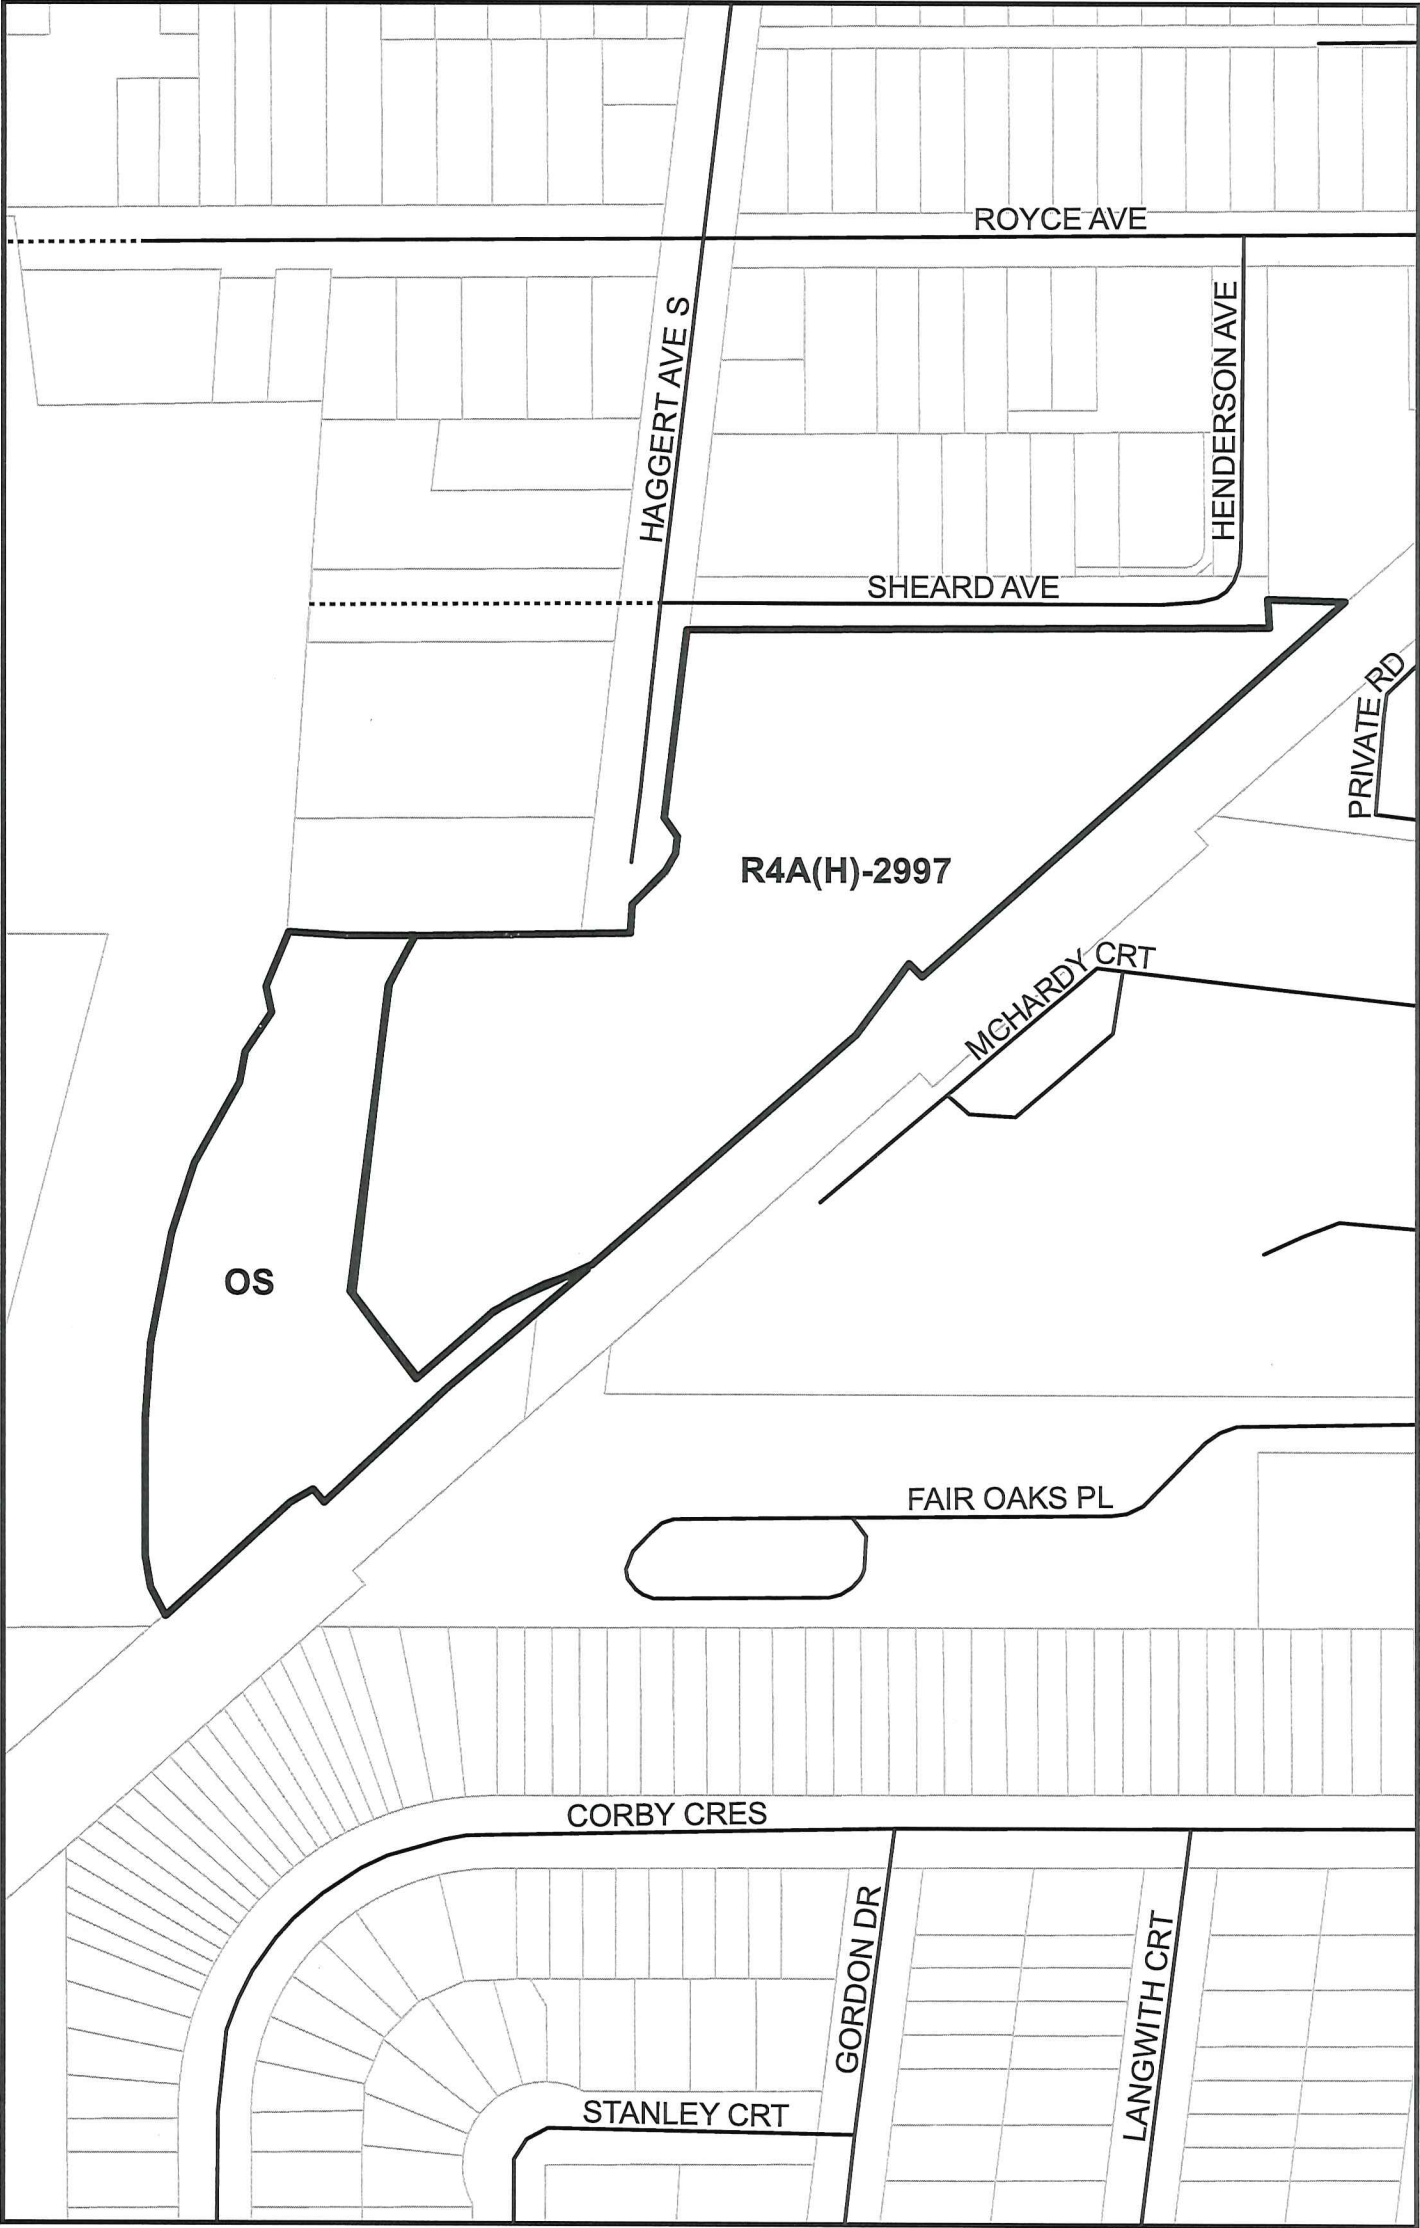 ROYCE AVE
HAGGERT AVE S
HENDERSON AVE
SHEARD AVE
PRIVATE RD
R4A(H)-2997
MCHARDY CRT
OS
FAIR OAKS PL
CORBY CRES
GORDON DR
LANGWITH CRT
STANLEY CRT